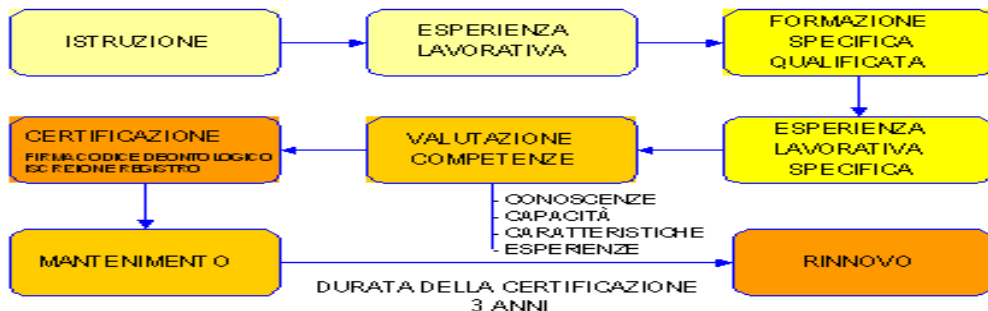 ISTRUZIONE
ESPERIENZA
LAVORATIVA
FORMAZIONE
SPECIFICA
QUALIFICATA
CERTIFICAZIONE
FIRMA CODICE DEONTOLOGICO
ISCREIONE REGISTRO
VALUTAZIONE
COMPETENZE
ESPERIENZA
LAVORATIVA
SPECIFICA
- CONOSCENZE
- CAPACITÀ
- CARATTERISTICHE
- ESPERIENZE
MANTENIMENTO
RINNOVO
DURATA DELLA CERTIFICAZIONE
3 ANNI